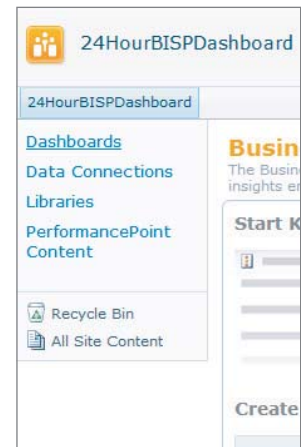 24HourBISPDashboard
24HourBISPDashboard
Dashboards
Data Connections
Libraries
PerformancePoint
Content
Recycle Bin
All Site Content
Busin
The Busin
insights e
Start K
Create